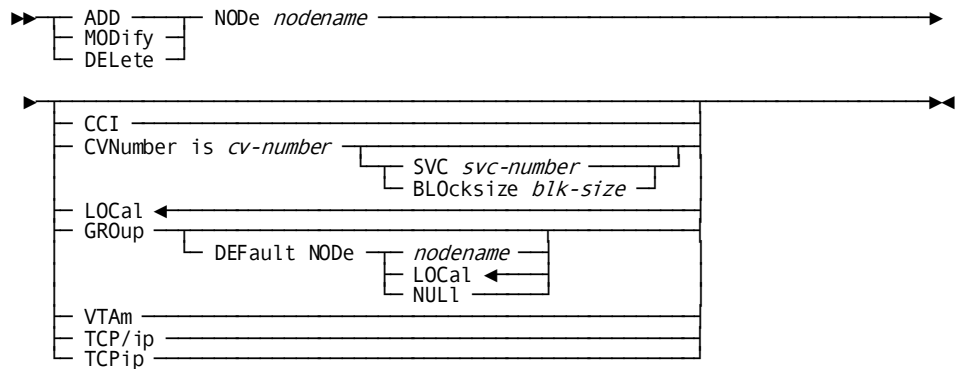 ADD NODe nodename
MODify
DELete
CCI
CVNumber is cv-number
SVC svc-number
BLOcksize blk-size
LOCal
GROup
DEFault NODe nodename
LOCal
NULl
VTAm
TCP/ip
TCPip